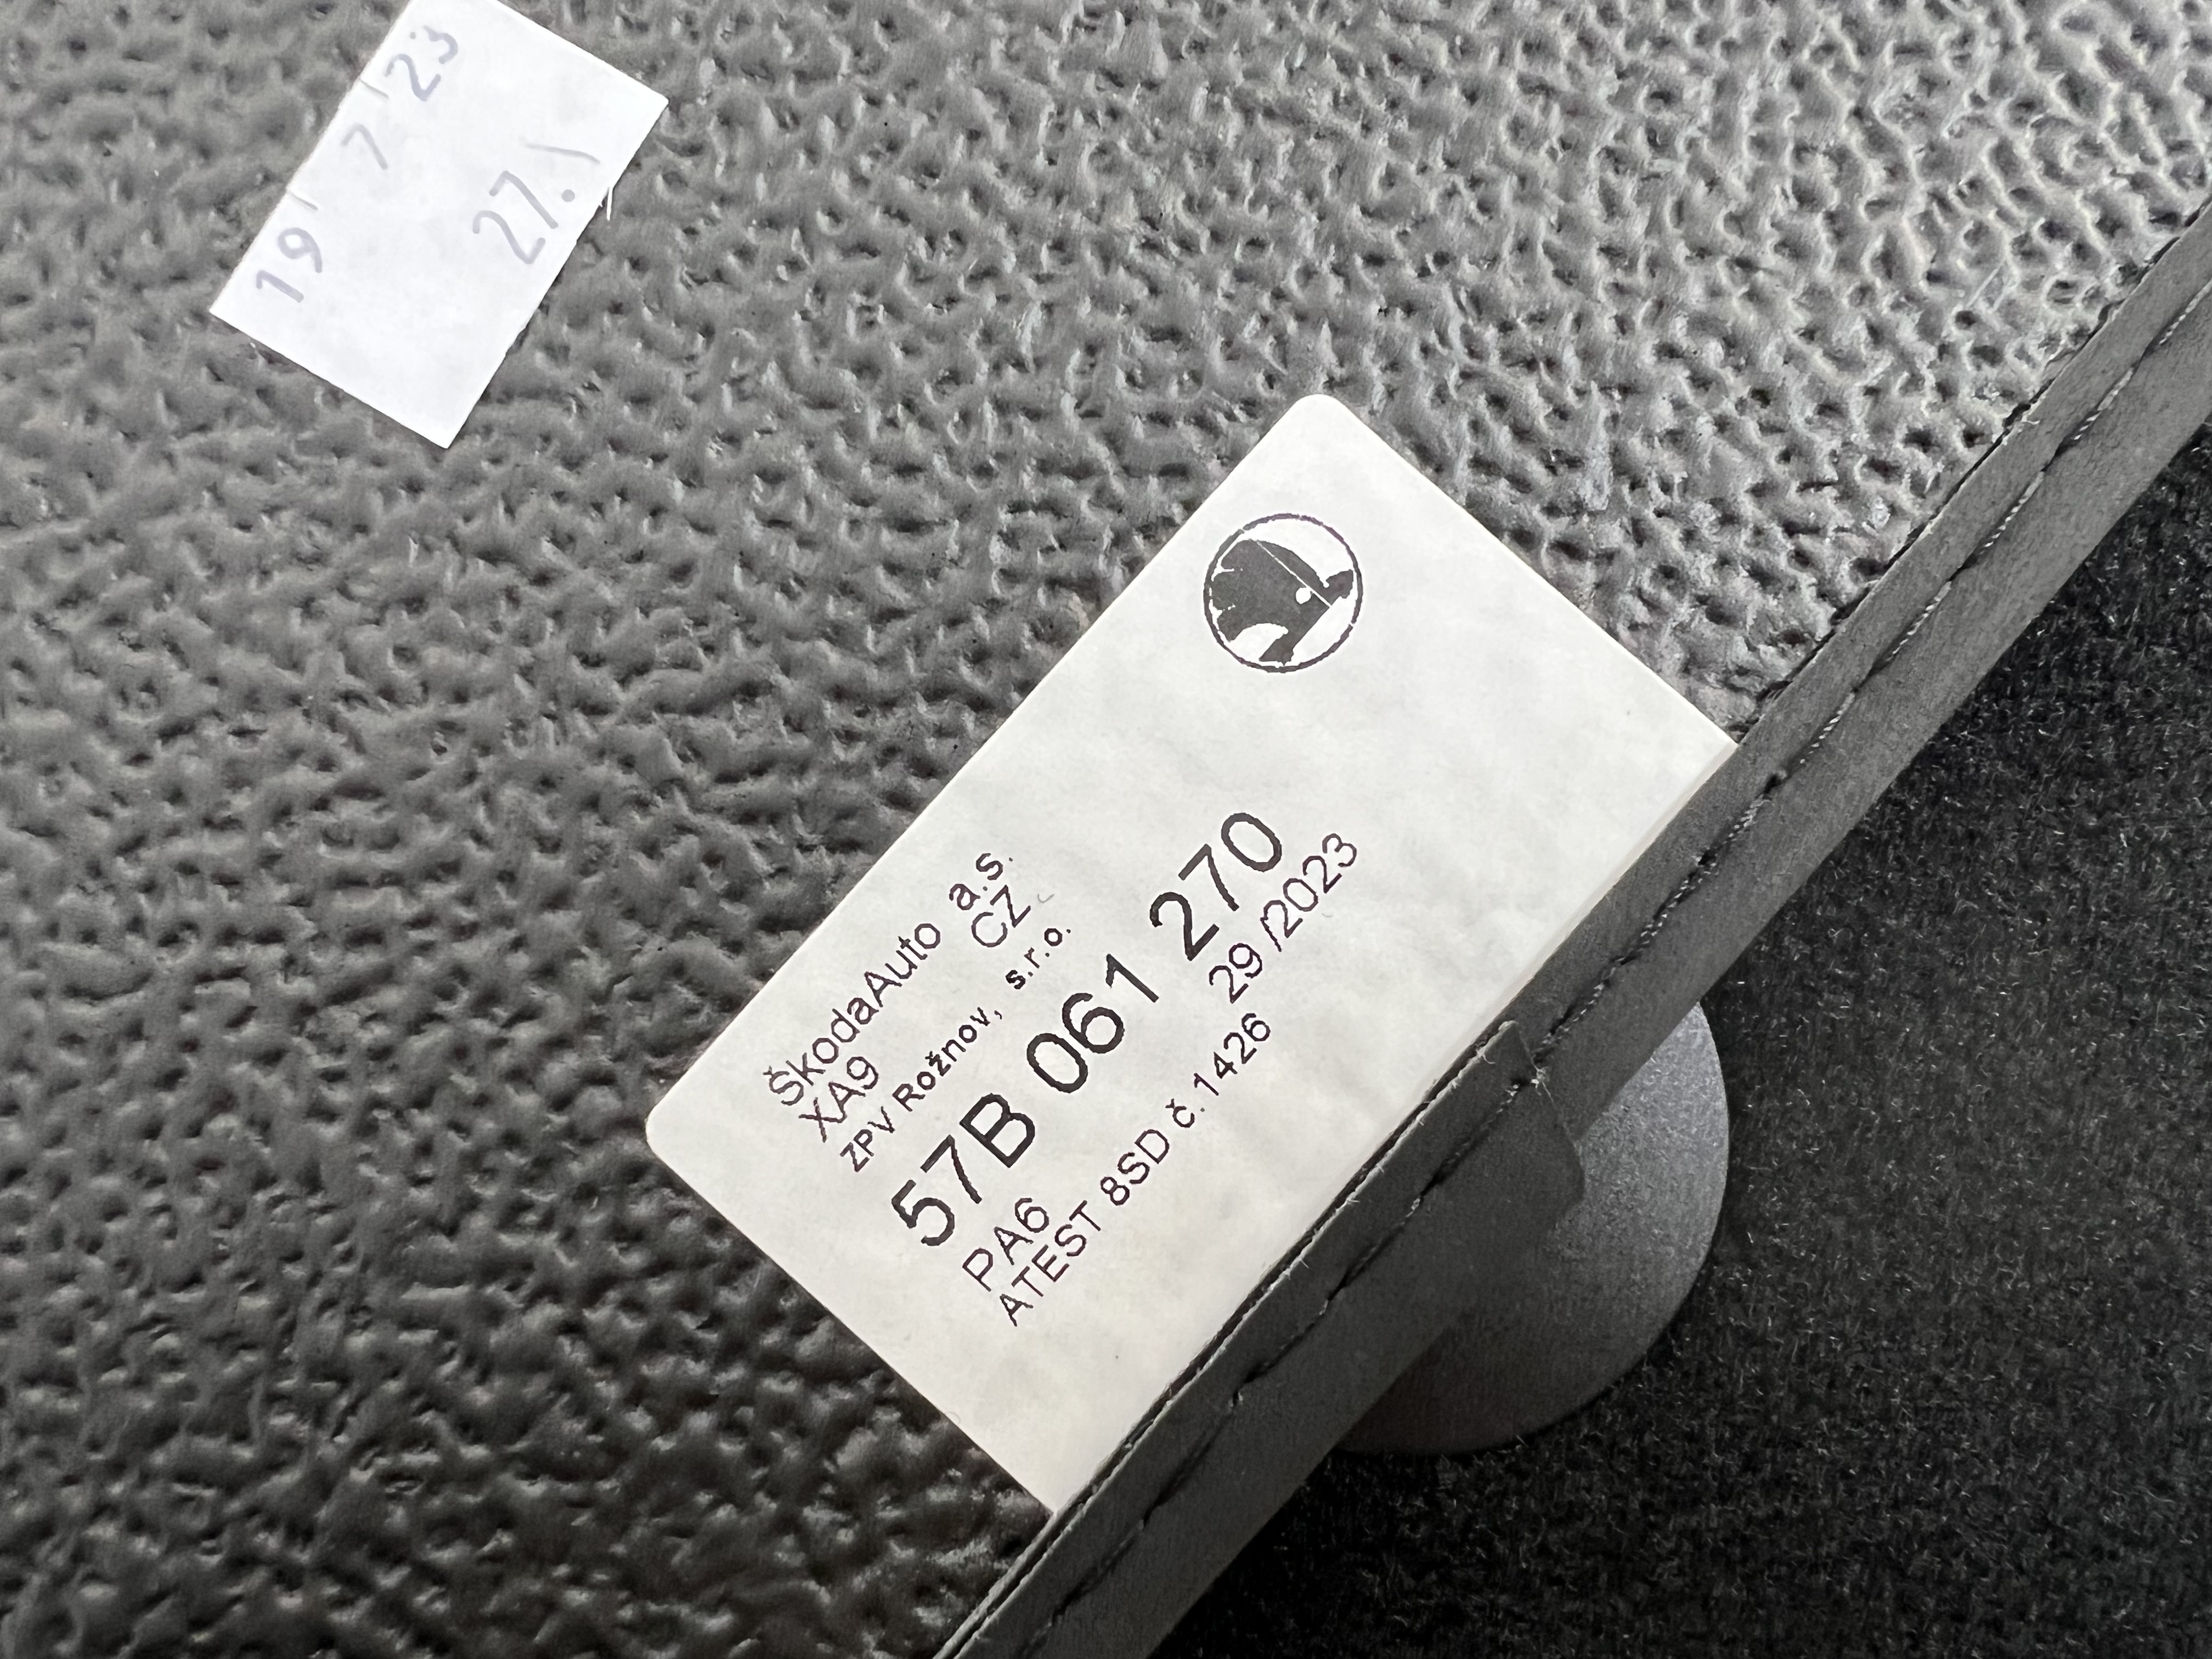 19 7 23
27.
ŠkodaAuto a.s.
XA9 CZ
ZPV Rožnov, s.r.o.
57B 061 270
PA6 29 /2023
ATEST 8SD č. 1426